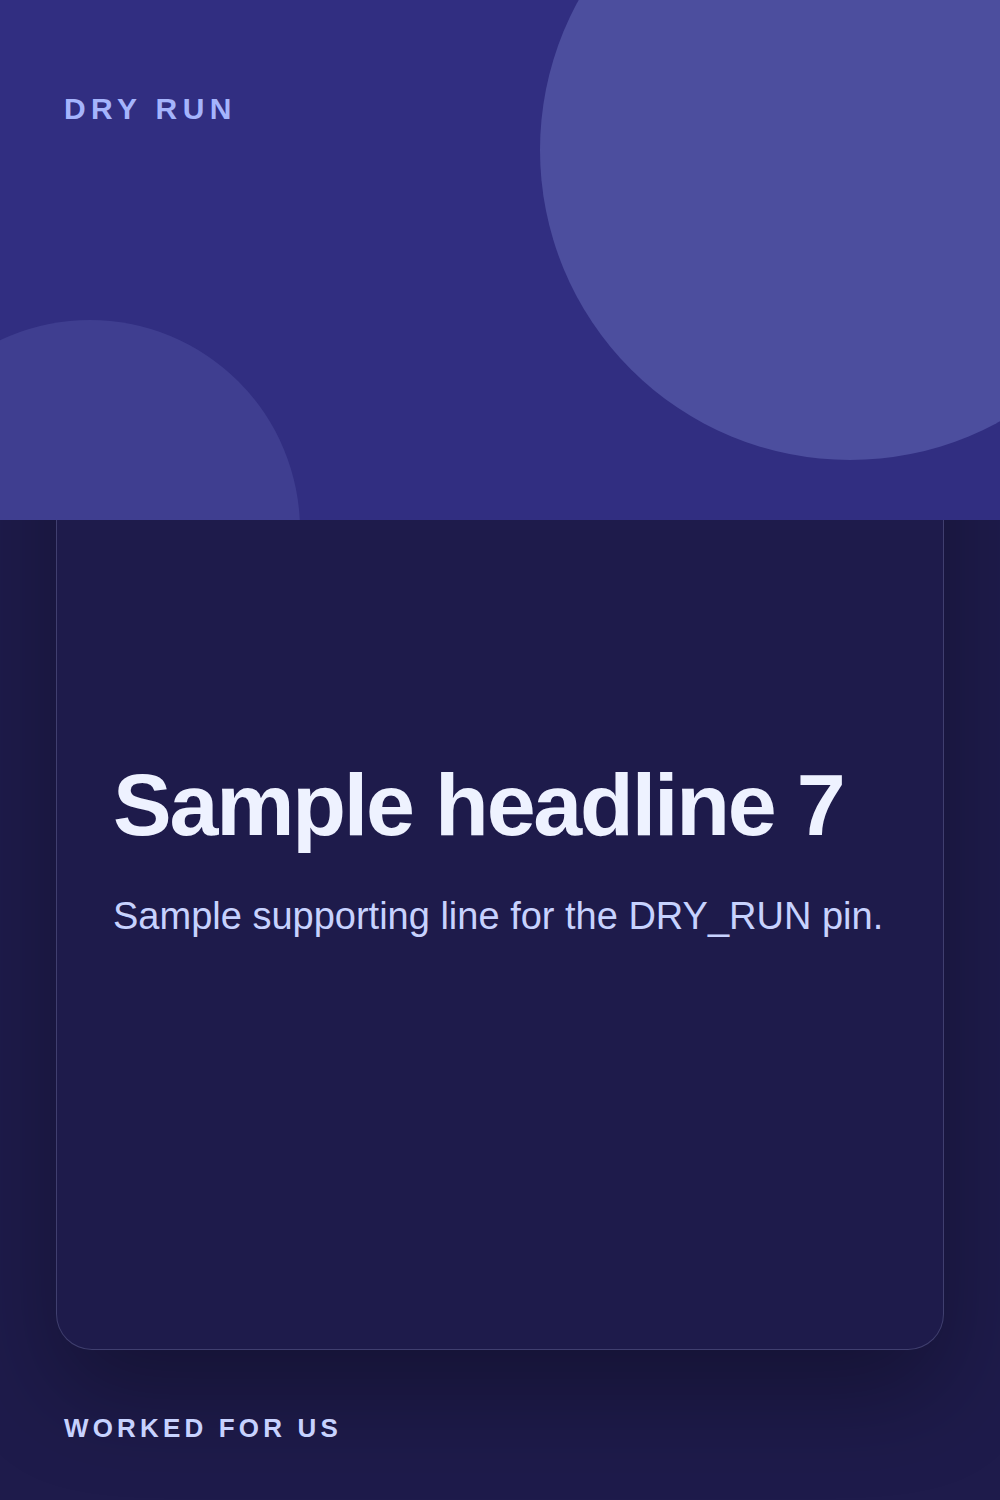 DRY RUN
Sample headline 7
Sample supporting line for the DRY_RUN pin.
WORKED FOR US